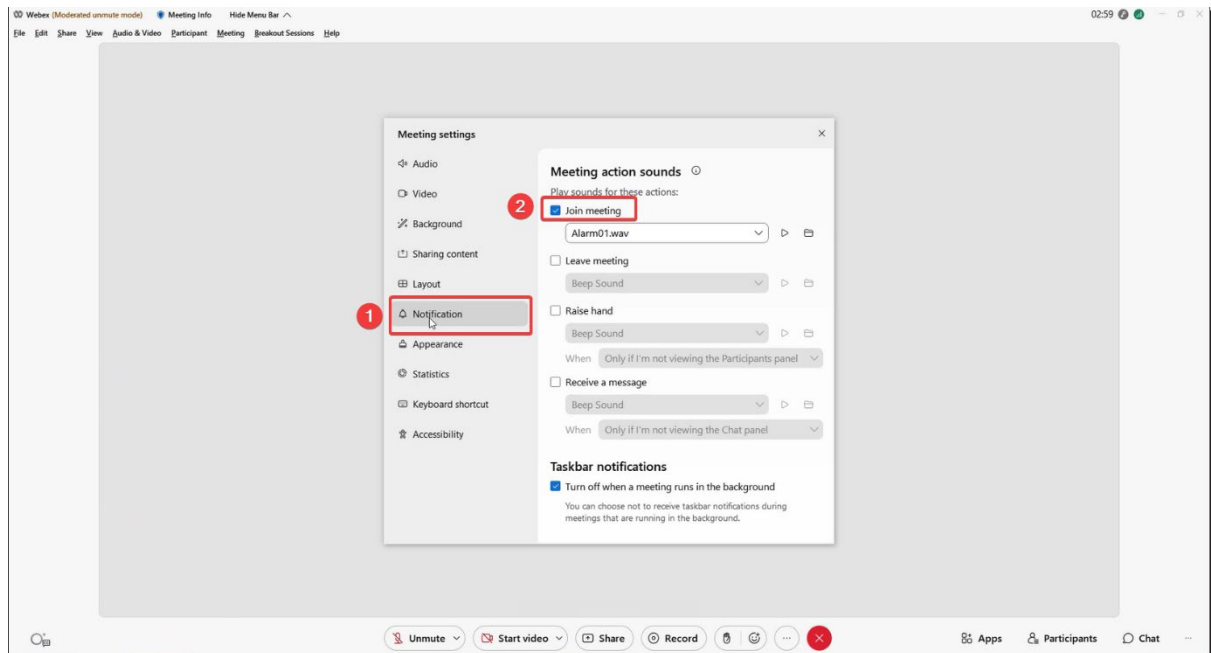 Webex (Moderated unmute mode) Meeting Info Hide Menu Bar 02:59
File Edit Share View Audio & Video Participant Meeting Breakout Sessions Help
Meeting settings
Audio
Video
Background
Sharing content
Layout
1 Notification
Appearance
Statistics
Keyboard shortcut
Accessibility
Meeting action sounds
Play sounds for these actions:
2 Join meeting
Alarm01.wav
Leave meeting
Beep Sound
Raise hand
Beep Sound
When Only if I'm not viewing the Participants panel
Receive a message
Beep Sound
When Only if I'm not viewing the Chat panel
Taskbar notifications
Turn off when a meeting runs in the background
You can choose not to receive taskbar notifications during
meetings that are running in the background.
Unmute Start video Share Record Apps Participants Chat